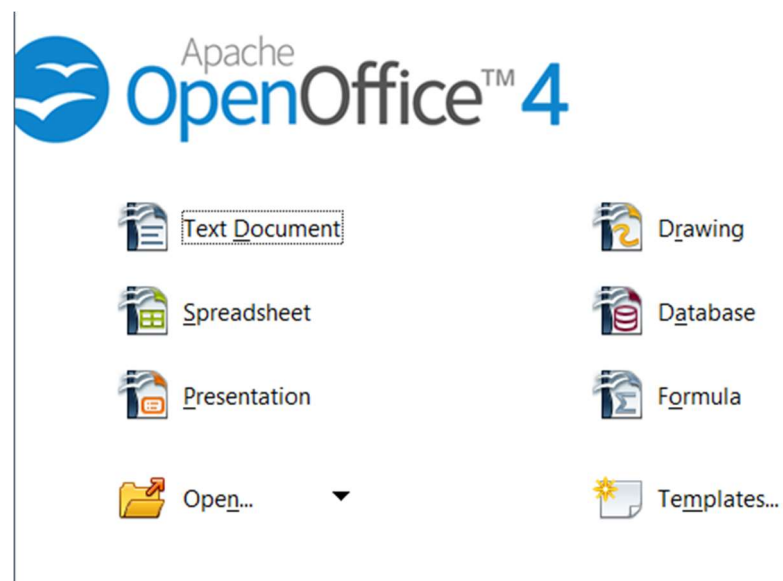 Apache
OpenOffice™ 4
Text Document
Drawing
Spreadsheet
Database
Presentation
Formula
Open...
Templates...